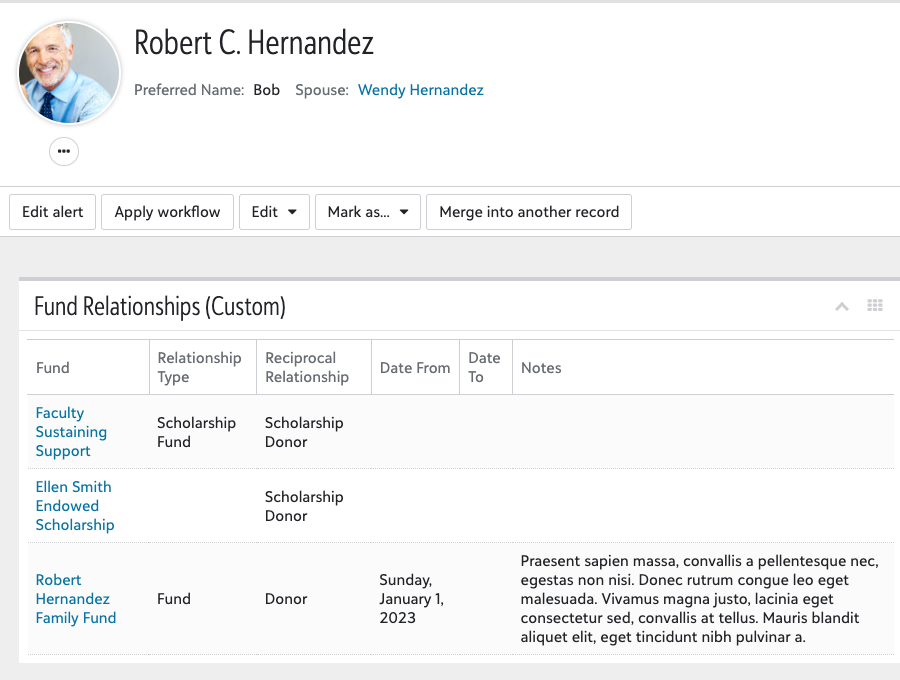 Robert C. Hernandez
Preferred Name: Bob Spouse: Wendy Hernandez
Edit alert Apply workflow Edit Mark as... Merge into another record
Fund Relationships (Custom)
Fund
Relationship
Type
Reciprocal
Relationship
Date From
Date
To
Notes
Faculty
Sustaining
Support
Scholarship
Fund
Scholarship
Donor
Ellen Smith
Endowed
Scholarship
Scholarship
Donor
Robert
Hernandez
Family Fund
Fund
Donor
Sunday,
January 1,
2023
Praesent sapien massa, convallis a pellentesque nec,
egestas non nisi. Donec rutrum congue leo eget
malesuada. Vivamus magna justo, lacinia eget
consectetur sed, convallis at tellus. Mauris blandit
aliquet elit, eget tincidunt nibh pulvinar a.